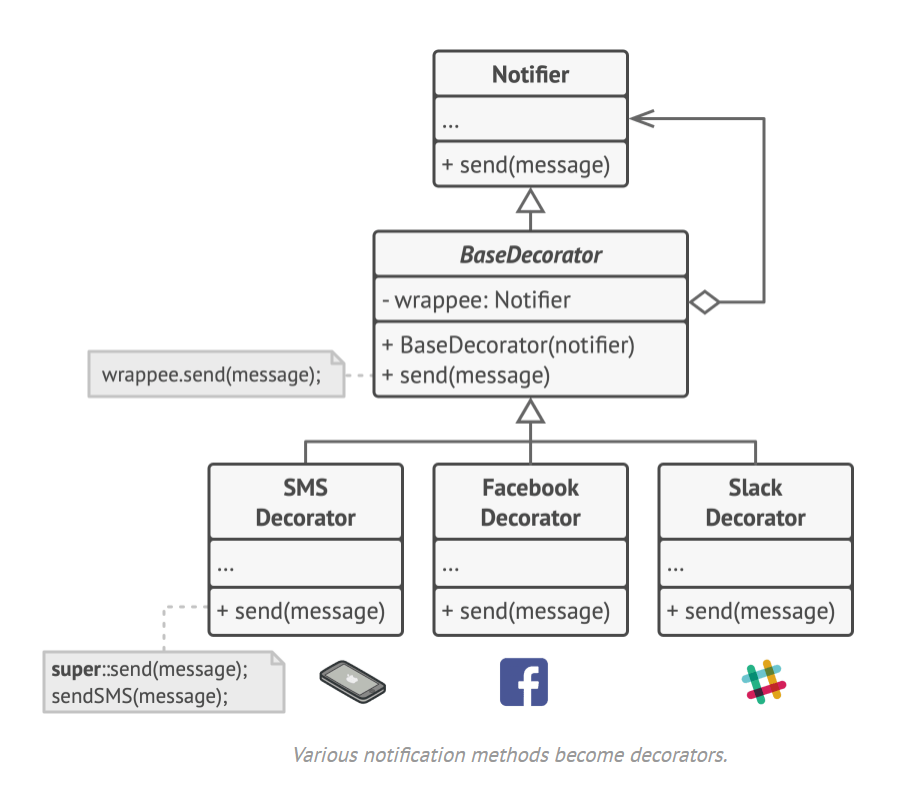 Notifier
...
+ send(message)
BaseDecorator
- wrappee: Notifier
+ BaseDecorator(notifier)
+ send(message)
wrappee.send(message);
SMS
Decorator
...
+ send(message)
Facebook
Decorator
...
+ send(message)
Slack
Decorator
...
+ send(message)
super::send(message);
sendSMS(message);
Various notification methods become decorators.